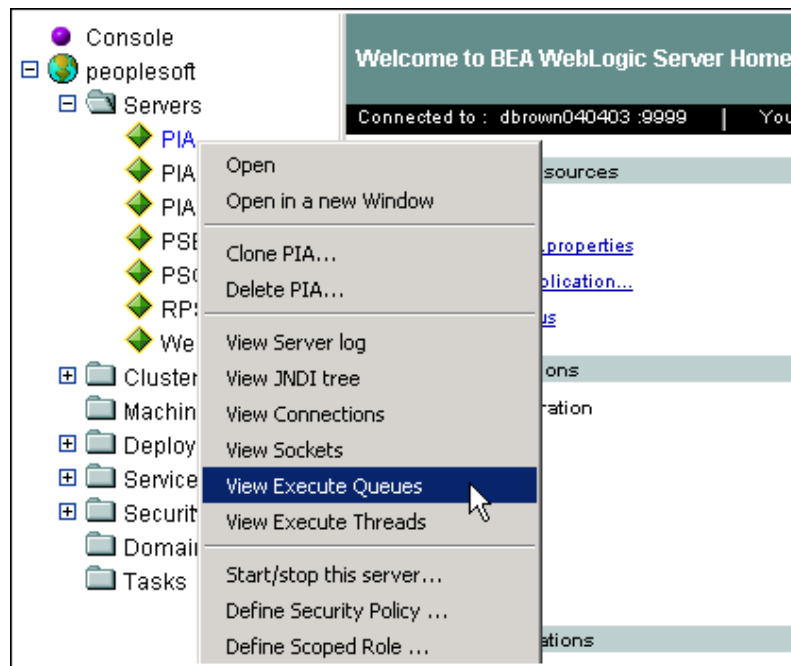 Console
peoplesoft
Servers
PIA
PIA
PIA
PSE
PSC
RPS
We
Cluster
Machin
Deploy
Service
Securit
Domai
Tasks
Open
Open in a new Window
Clone PIA...
Delete PIA...
View Server log
View JNDI tree
View Connections
View Sockets
View Execute Queues
View Execute Threads
Start/stop this server...
Define Security Policy ...
Define Scoped Role ...
Welcome to BEA WebLogic Server Home
Connected to : dbrown040403 :9999 | You
sources
.properties
plication...
us
ons
ration
ations